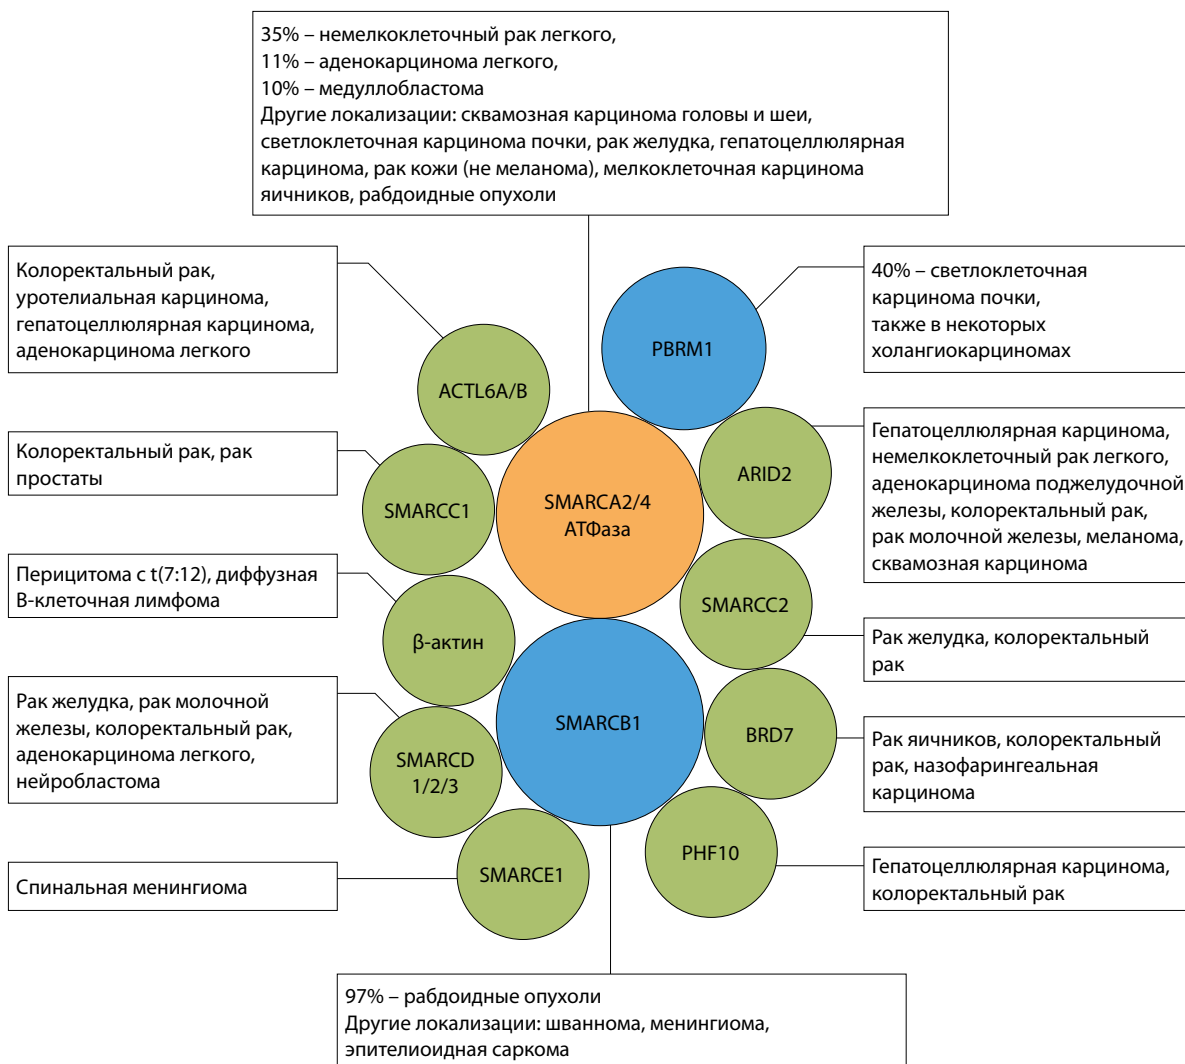 35% – немелкоклеточный рак легкого,
11% – аденокарцинома легкого,
10% – медуллобластома
Другие локализации: сквамозная карцинома головы и шеи,
светлоклеточная карцинома почки, рак желудка, гепатоцеллюлярная
карцинома, рак кожи (не меланома), мелкоклеточная карцинома
яичников, рабдоидные опухоли
Колоректальный рак,
уротелиальная карцинома,
гепатоцеллюлярная карцинома,
аденокарцинома легкого
40% – светлоклеточная
карцинома почки,
также в некоторых
холангиокарциномах
PBRM1
ACTL6A/B
Колоректальный рак, рак
простаты
Гепатоцеллюлярная карцинома,
немелкоклеточный рак легкого,
аденокарцинома поджелудочной
железы, колоректальный рак,
рак молочной железы, меланома,
сквамозная карцинома
ARID2
SMARCC1
SMARCA2/4
АТФаза
Перицитома с t(7:12), диффузная
В-клеточная лимфома
SMARCC2
β-актин
Рак желудка, колоректальный
рак
Рак желудка, рак молочной
железы, колоректальный рак,
аденокарцинома легкого,
нейробластома
SMARCB1
BRD7
SMARCD
1/2/3
Рак яичников, колоректальный
рак, назофарингеальная
карцинома
PHF10
SMARCE1
Спинальная менингиома
Гепатоцеллюлярная карцинома,
колоректальный рак
97% – рабдоидные опухоли
Другие локализации: шваннома, менингиома,
эпителиоидная саркома